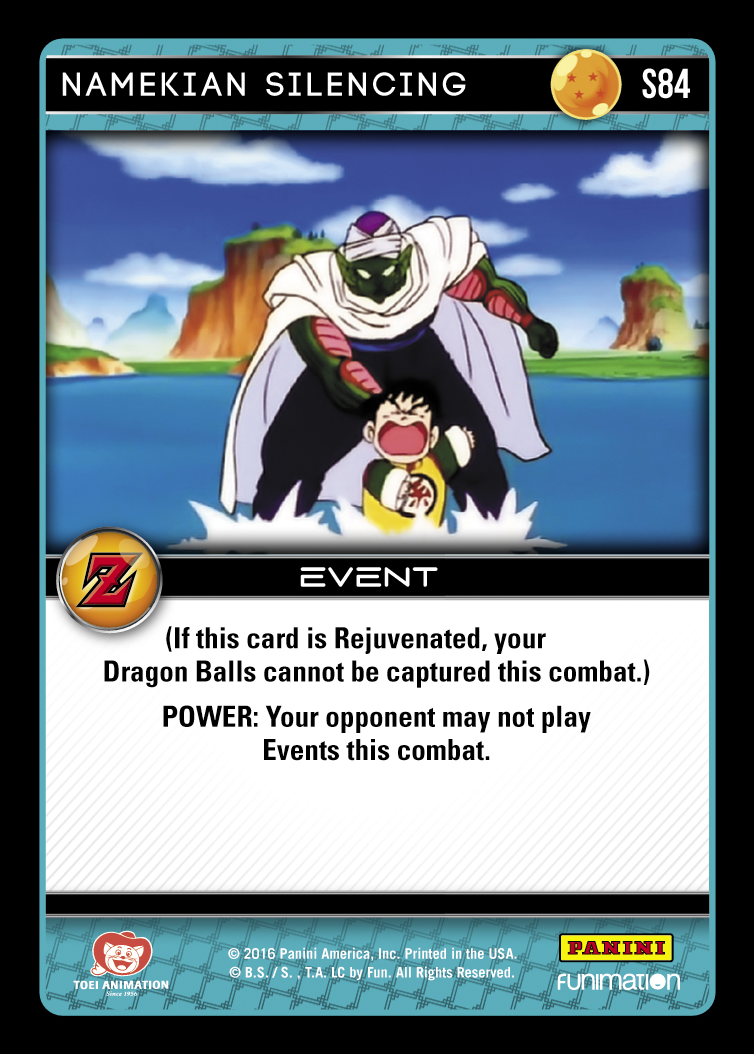 NAMEKIAN SILENCING
S84
Z
EVENT
(If this card is Rejuvenated, your
Dragon Balls cannot be captured this combat.)
POWER: Your opponent may not play
Events this combat.
TOEI ANIMATION
Since 1956
© 2016 Panini America, Inc. Printed in the USA.
© B.S. / S. , T.A. LC by Fun. All Rights Reserved.
PANINI
FUNIMATION